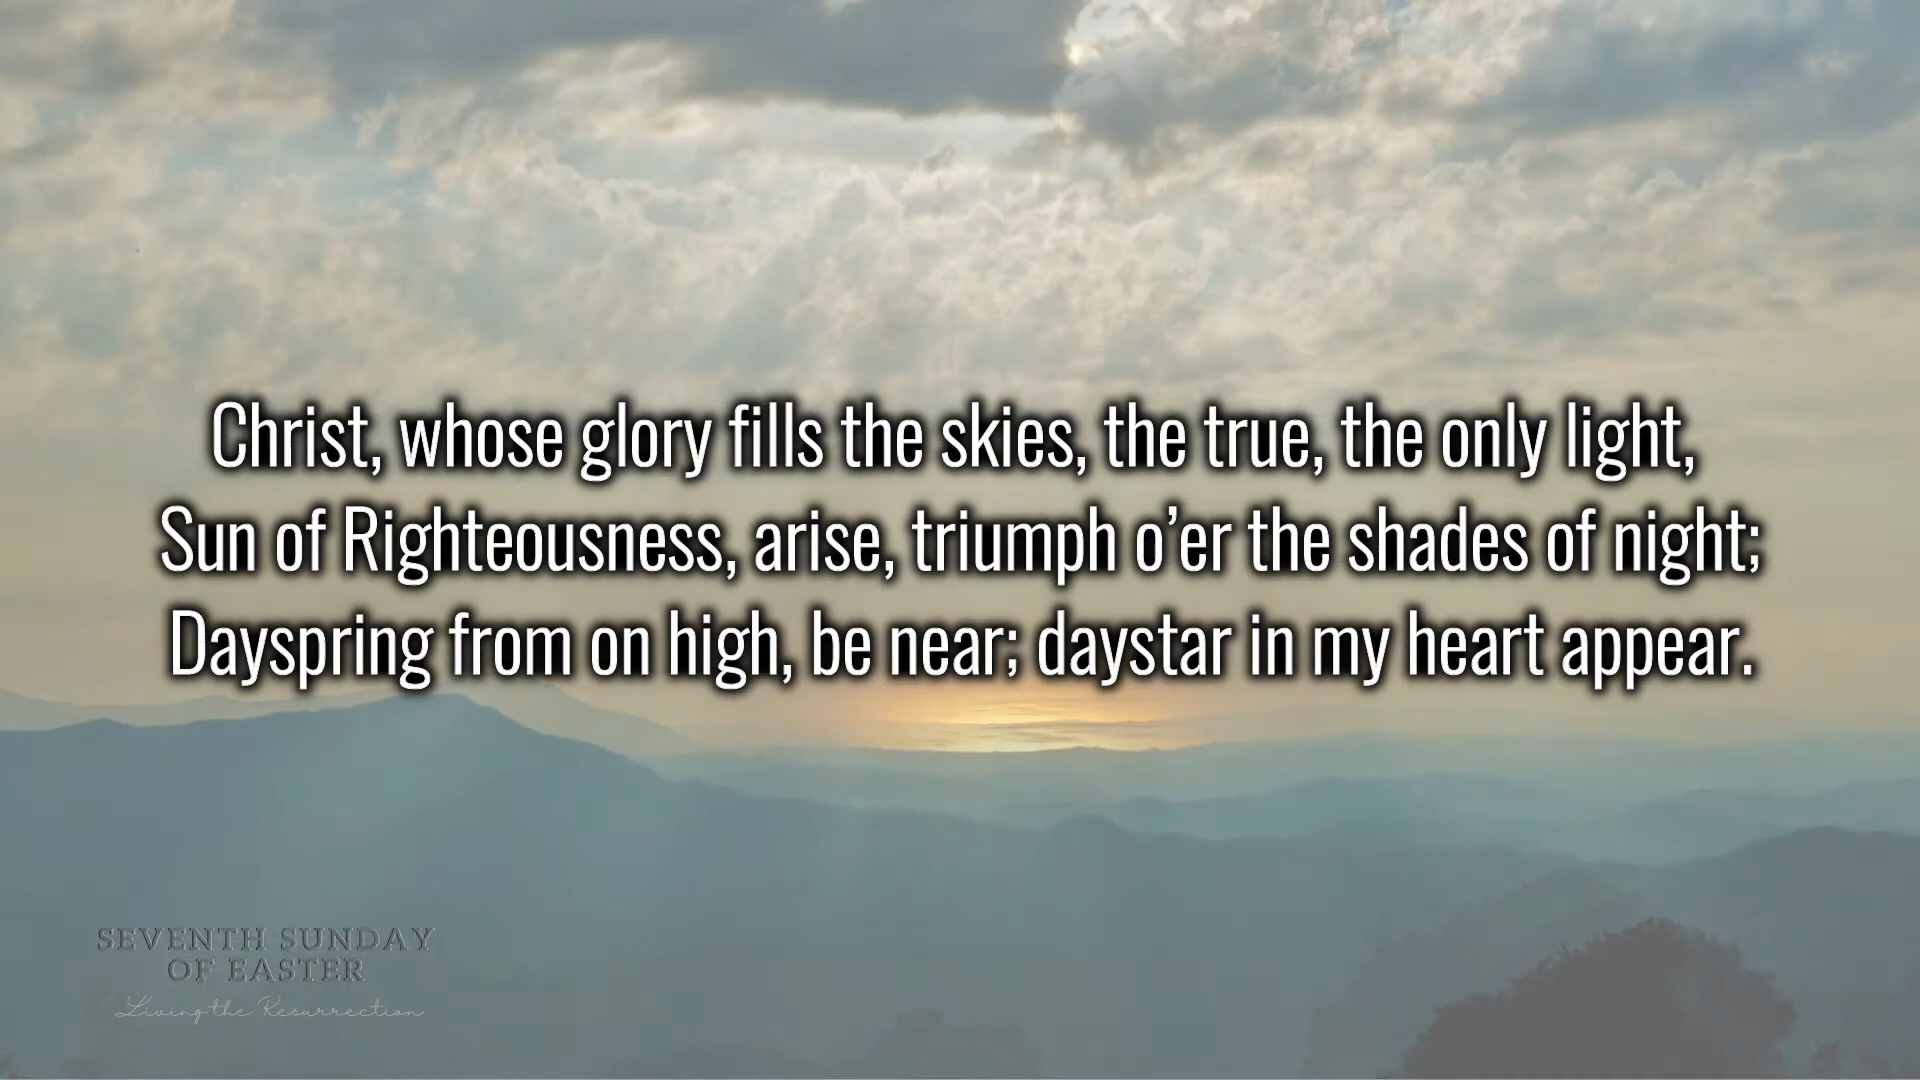 Christ, whose glory fills the skies, the true, the only light,
Sun of Righteousness, arise, triumph o’er the shades of night;
Dayspring from on high, be near; daystar in my heart appear.
SEVENTH SUNDAY
OF EASTER
Living the Resurrection